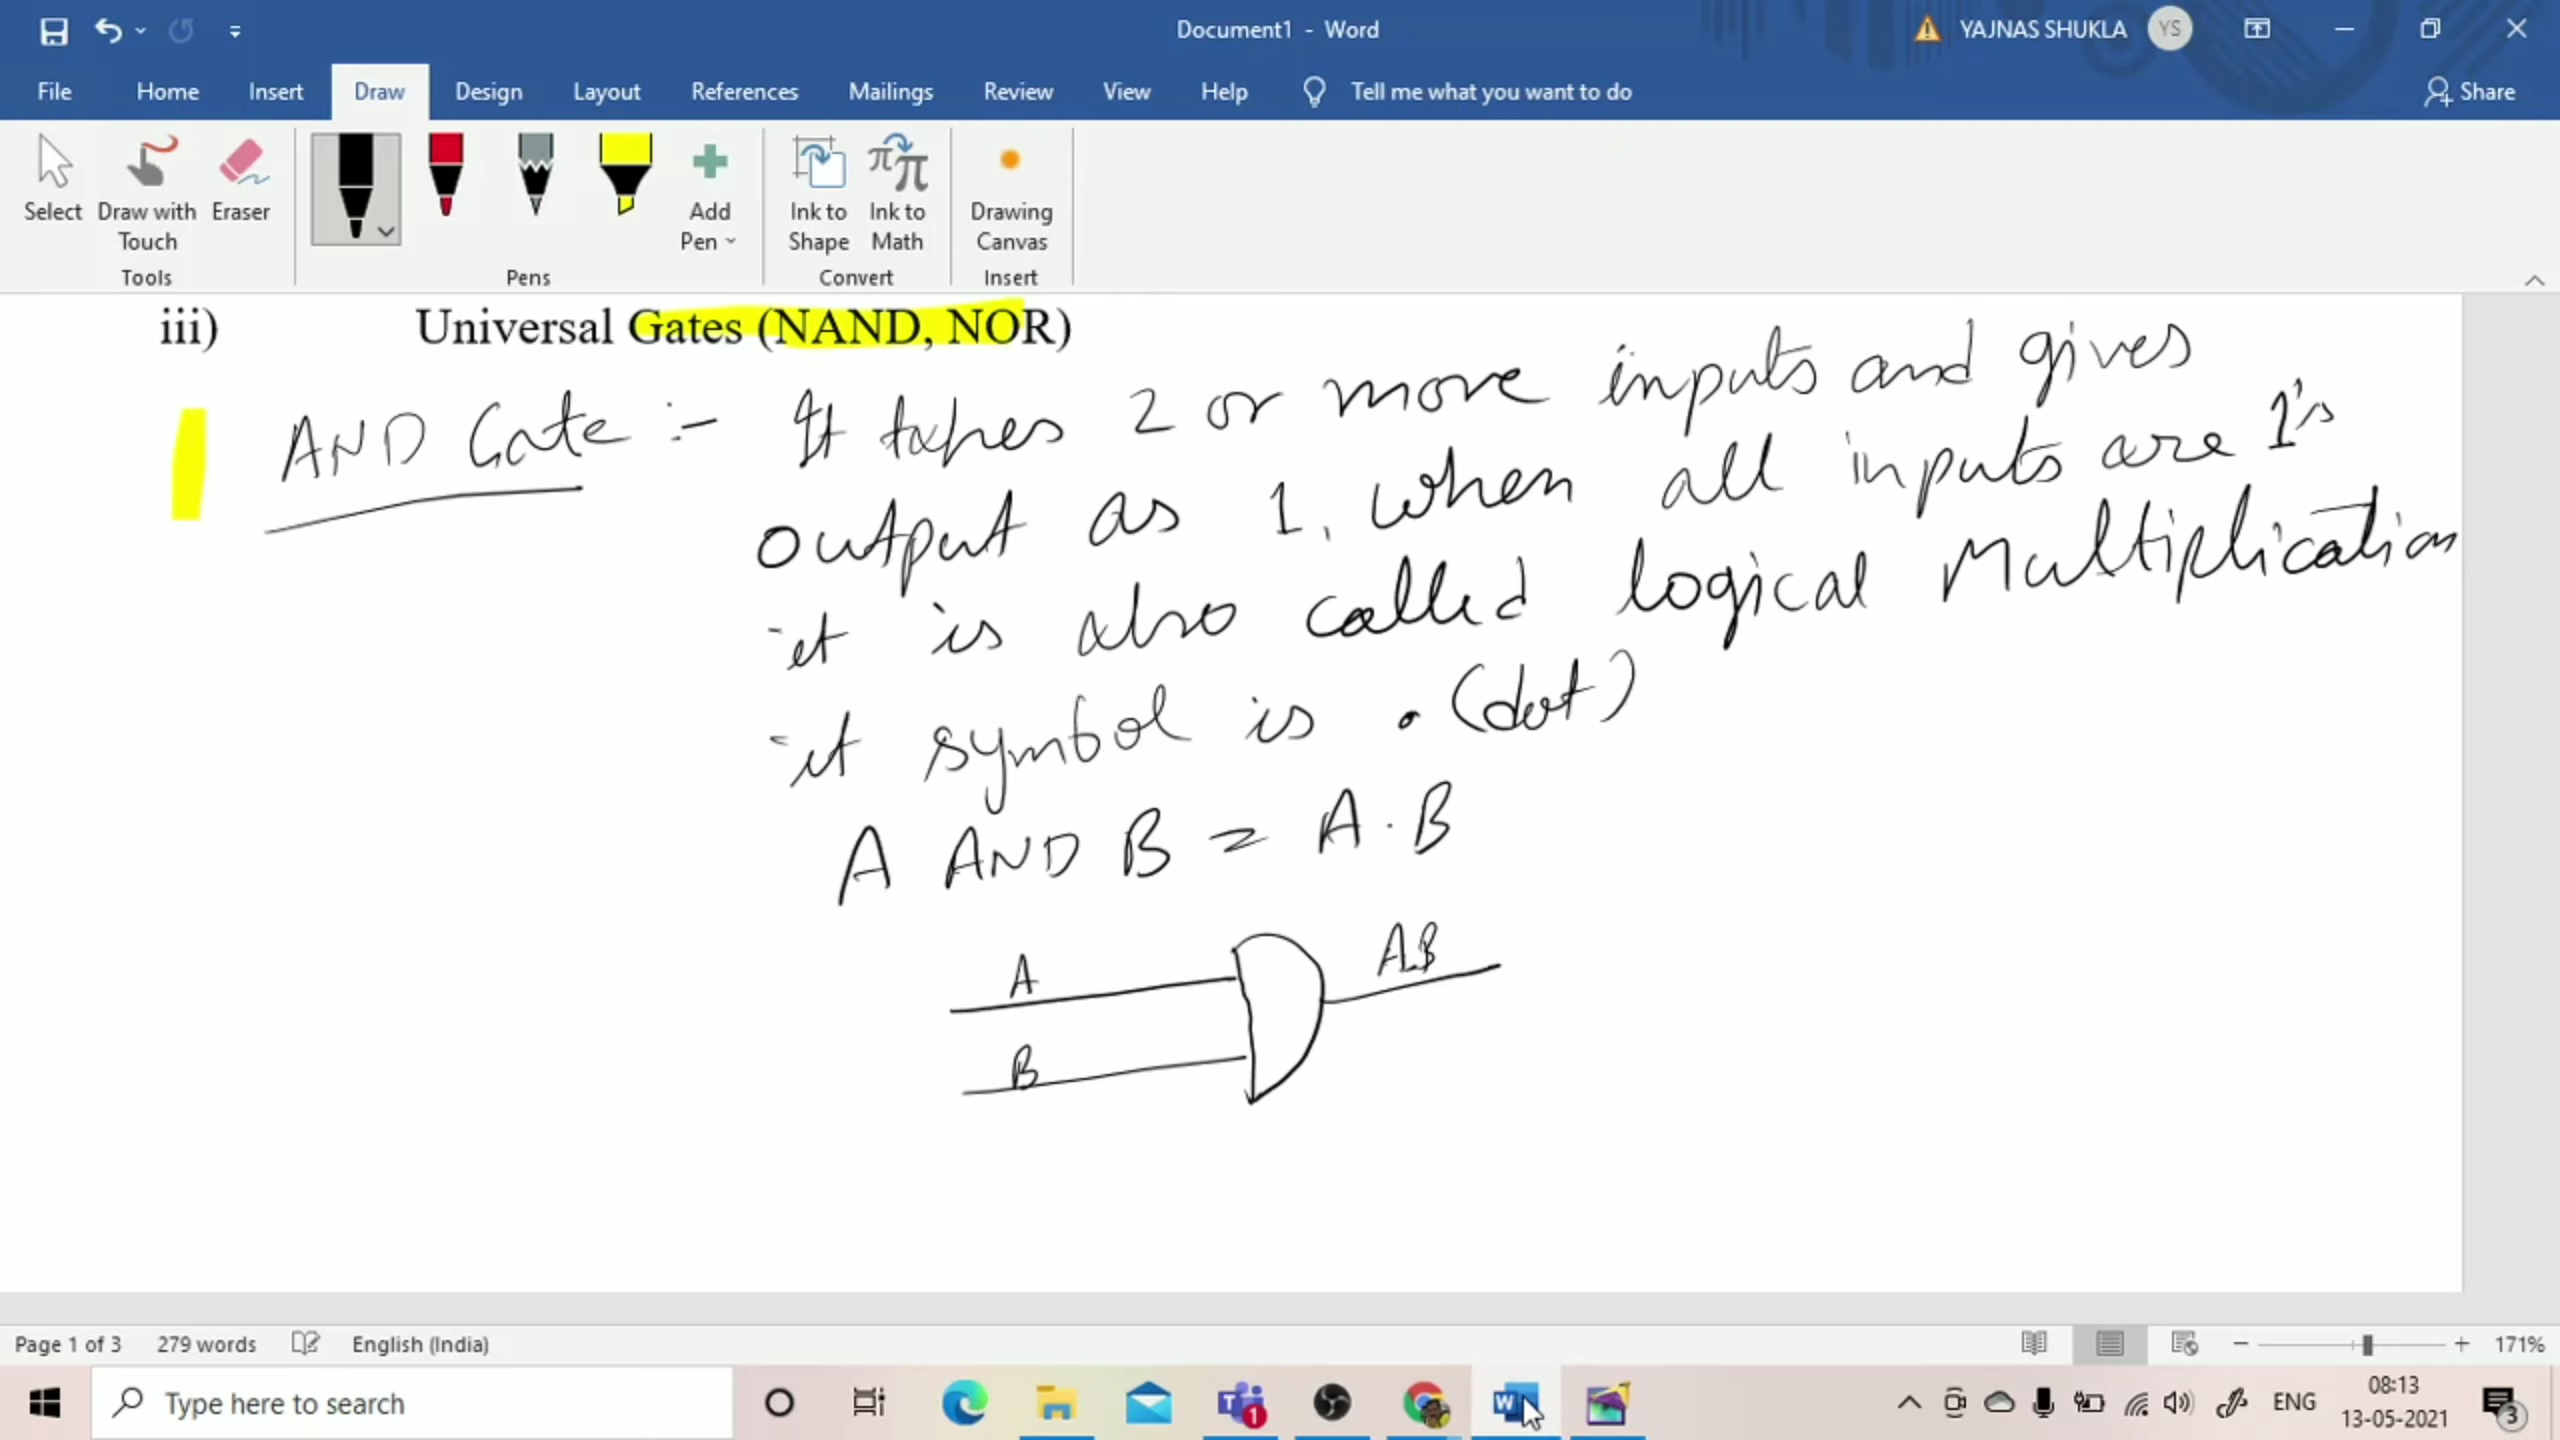 Document1 - Word
YAJNAS SHUKLA YS
File Home Insert Draw Design Layout References Mailings Review View Help Tell me what you want to do Share
Select Draw with Touch Eraser Add Pen Ink to Shape Ink to Math Drawing Canvas
Tools Pens Convert Insert
iii) Universal Gates (NAND, NOR)
AND Gate :- It takes 2 or more inputs and gives
output as 1, when all inputs are 1's
it is also called logical Multiplication
it symbol is . (dot)
A AND B = A . B
A A.B
B
Page 1 of 3 279 words English (India) 171%
Type here to search ENG 08:13
13-05-2021